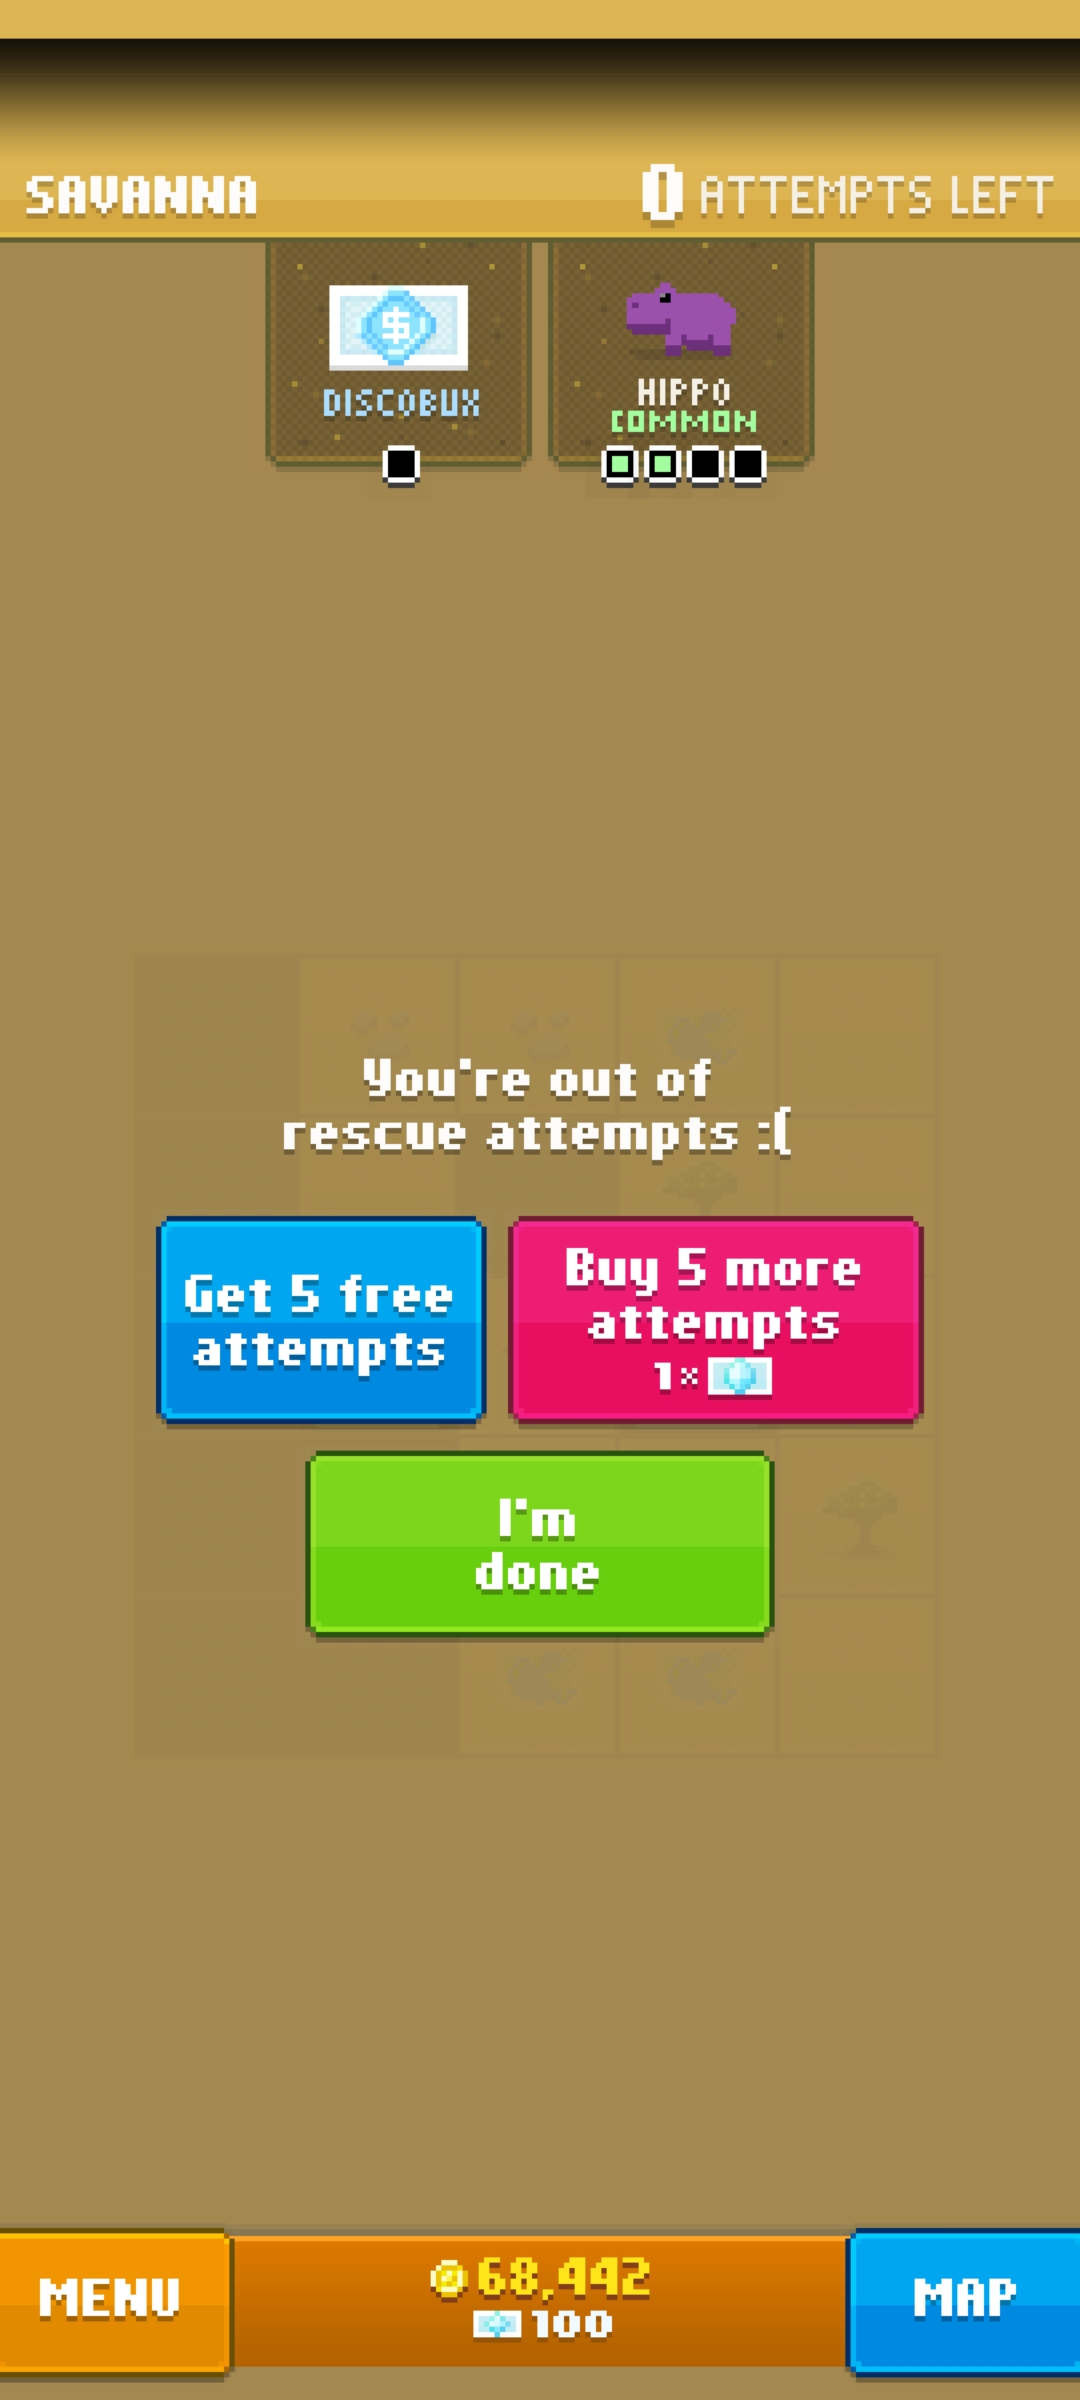 SAVANNA
0 ATTEMPTS LEFT
$
DISCOBUX
HIPPO
COMMON
You're out of
rescue attempts :(
Get 5 free
attempts
Buy 5 more
attempts
1×
I'm
done
MENU
68,442
100
MAP